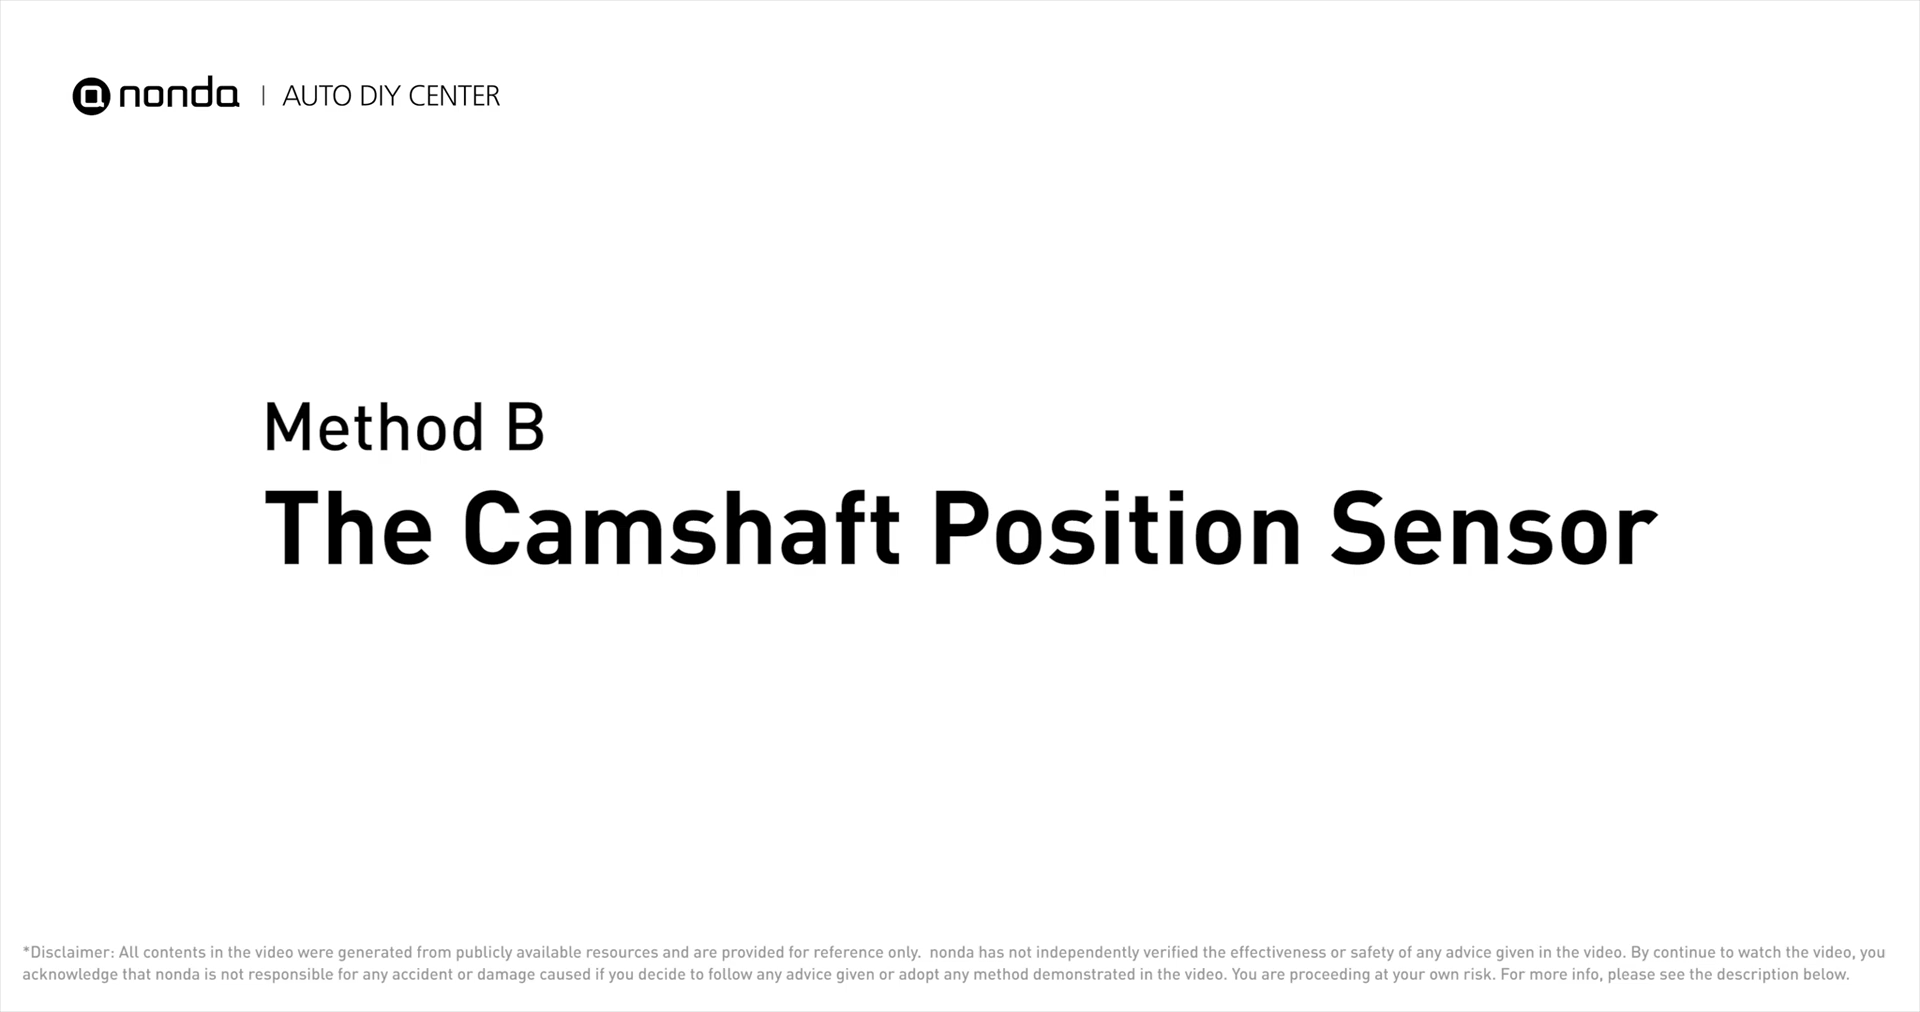 nonda | AUTO DIY CENTER
Method B
The Camshaft Position Sensor
*Disclaimer: All contents in the video were generated from publicly available resources and are provided for reference only. nonda has not independently verified the effectiveness or safety of any advice given in the video. By continue to watch the video, you
acknowledge that nonda is not responsible for any accident or damage caused if you decide to follow any advice given or adopt any method demonstrated in the video. You are proceeding at your own risk. For more info, please see the description below.